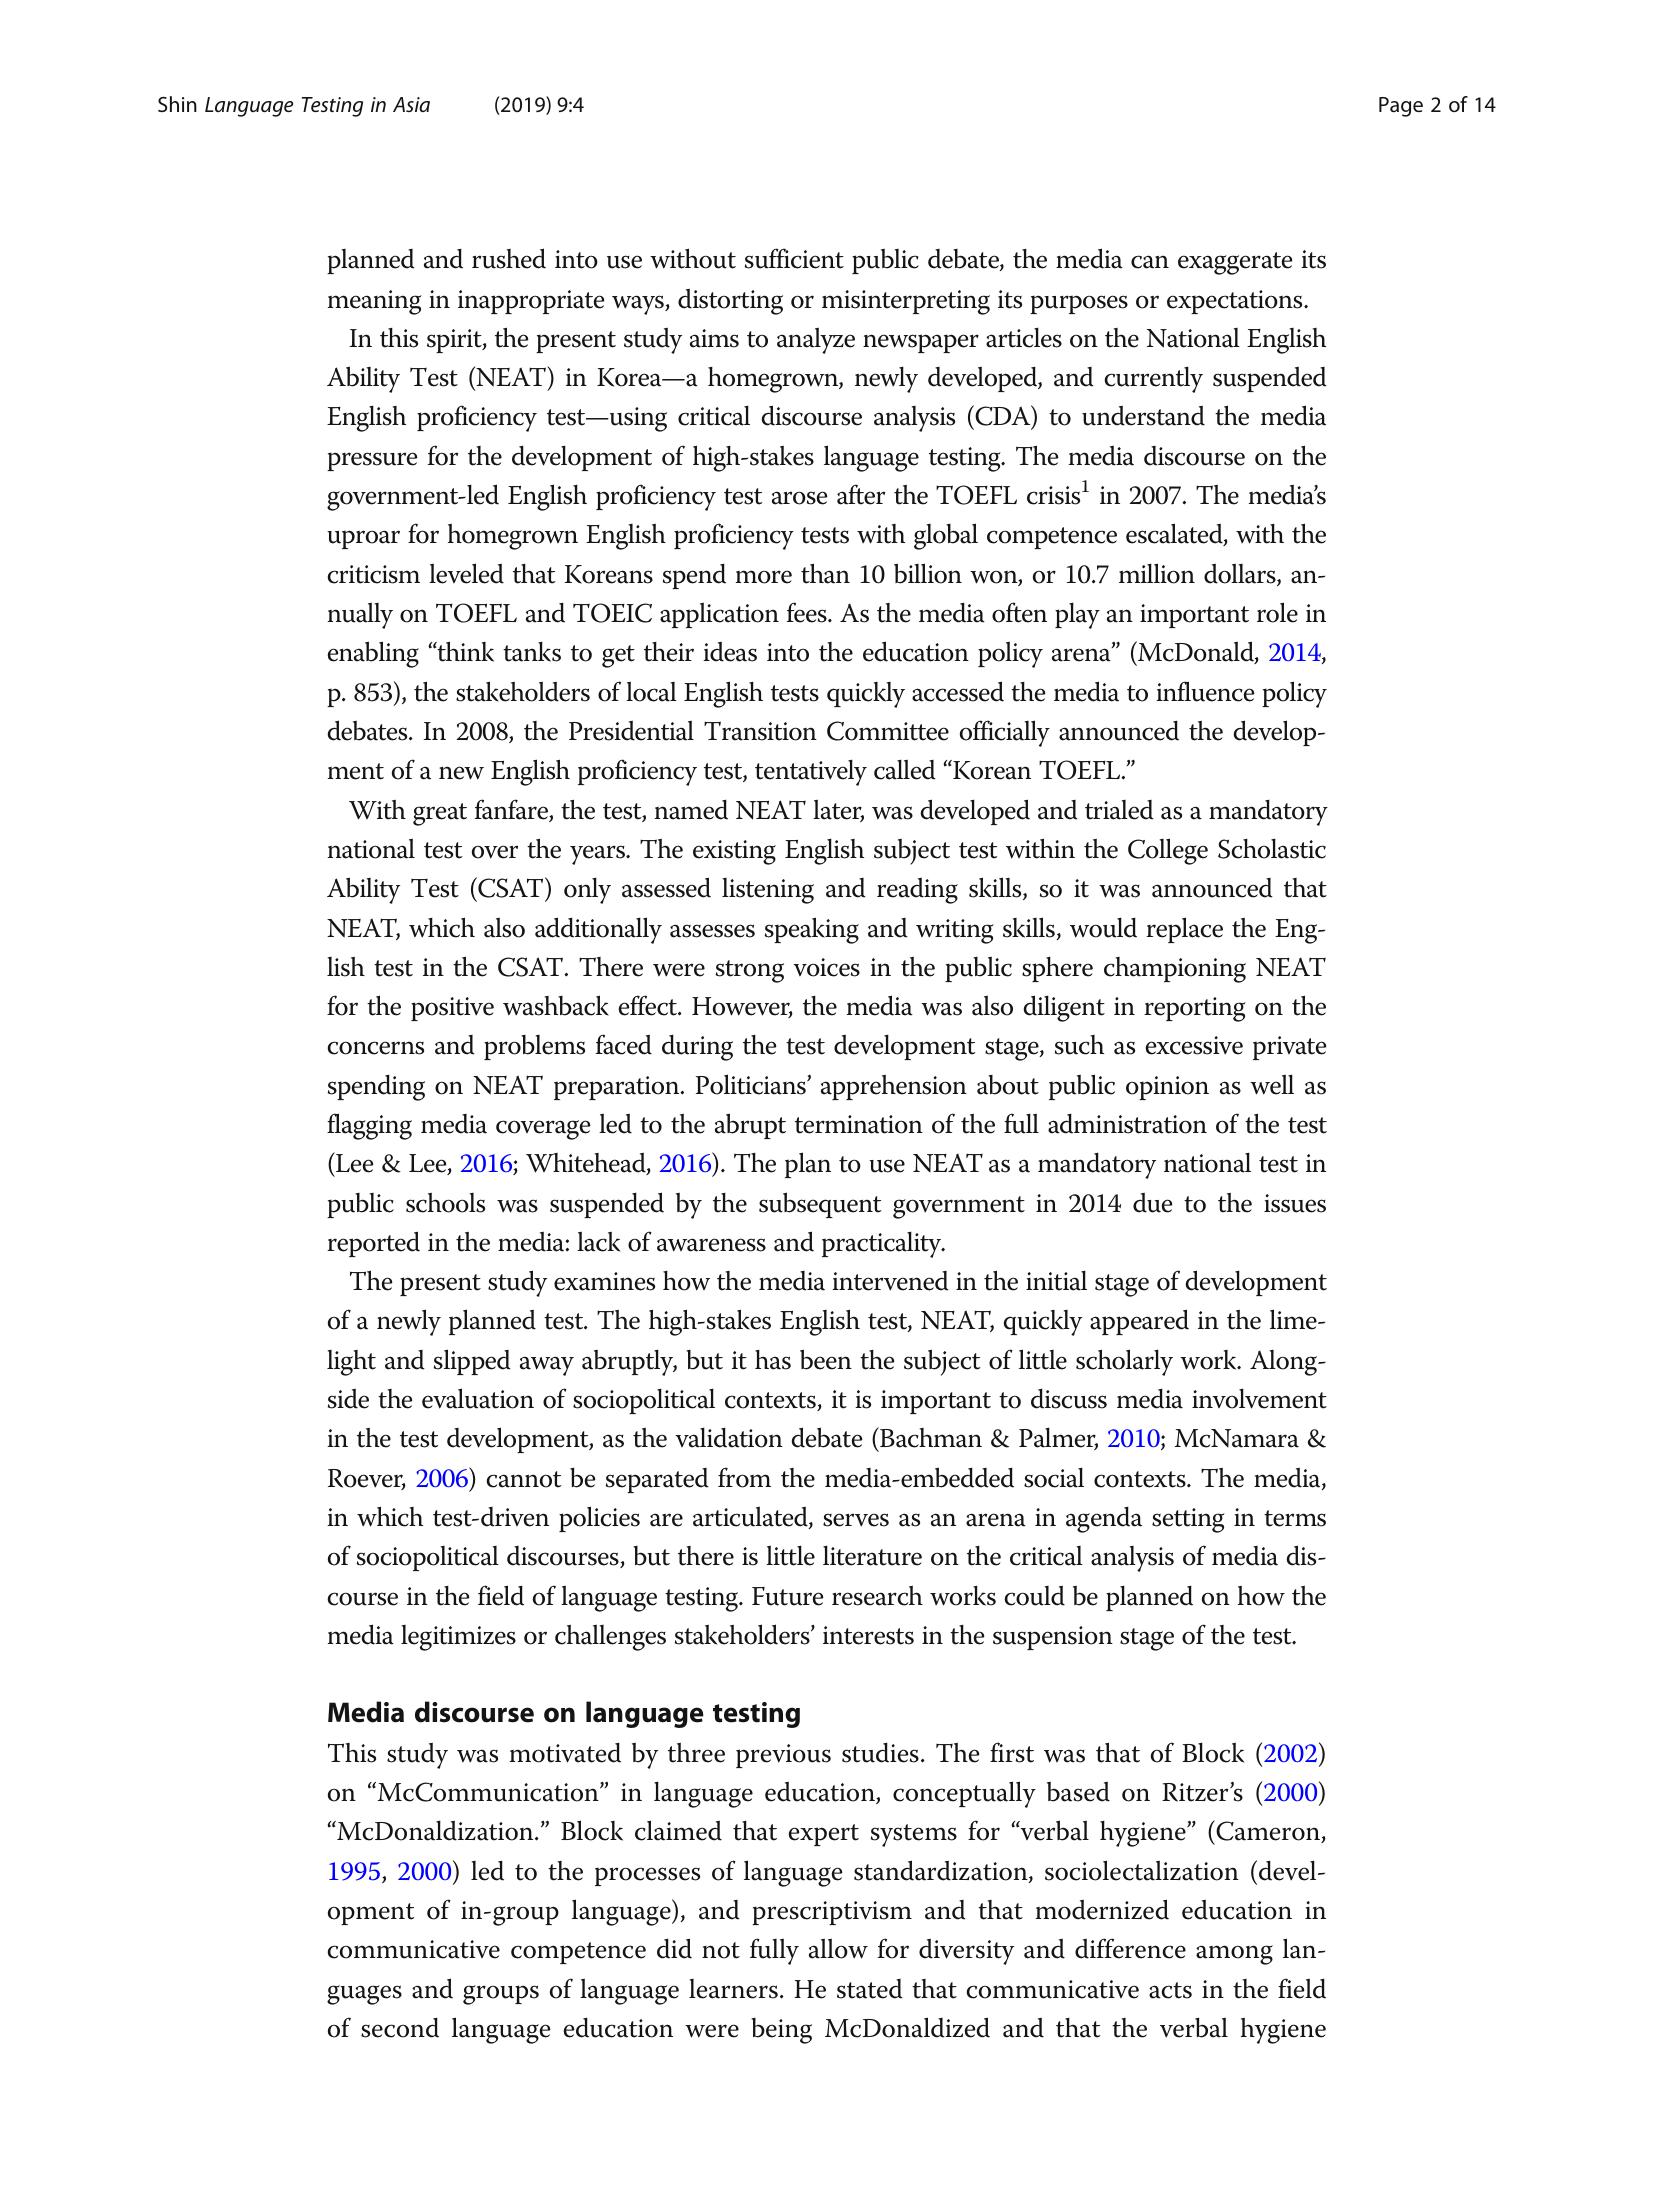 Shin Language Testing in Asia (2019) 9:4 Page 2 of 14
planned and rushed into use without sufficient public debate, the media can exaggerate its
meaning in inappropriate ways, distorting or misinterpreting its purposes or expectations.
In this spirit, the present study aims to analyze newspaper articles on the National English
Ability Test (NEAT) in Korea—a homegrown, newly developed, and currently suspended
English proficiency test—using critical discourse analysis (CDA) to understand the media
pressure for the development of high-stakes language testing. The media discourse on the
government-led English proficiency test arose after the TOEFL crisis1 in 2007. The media’s
uproar for homegrown English proficiency tests with global competence escalated, with the
criticism leveled that Koreans spend more than 10 billion won, or 10.7 million dollars, an-
nually on TOEFL and TOEIC application fees. As the media often play an important role in
enabling “think tanks to get their ideas into the education policy arena” (McDonald, 2014,
p. 853), the stakeholders of local English tests quickly accessed the media to influence policy
debates. In 2008, the Presidential Transition Committee officially announced the develop-
ment of a new English proficiency test, tentatively called “Korean TOEFL.”
With great fanfare, the test, named NEAT later, was developed and trialed as a mandatory
national test over the years. The existing English subject test within the College Scholastic
Ability Test (CSAT) only assessed listening and reading skills, so it was announced that
NEAT, which also additionally assesses speaking and writing skills, would replace the Eng-
lish test in the CSAT. There were strong voices in the public sphere championing NEAT
for the positive washback effect. However, the media was also diligent in reporting on the
concerns and problems faced during the test development stage, such as excessive private
spending on NEAT preparation. Politicians’ apprehension about public opinion as well as
flagging media coverage led to the abrupt termination of the full administration of the test
(Lee & Lee, 2016; Whitehead, 2016). The plan to use NEAT as a mandatory national test in
public schools was suspended by the subsequent government in 2014 due to the issues
reported in the media: lack of awareness and practicality.
The present study examines how the media intervened in the initial stage of development
of a newly planned test. The high-stakes English test, NEAT, quickly appeared in the lime-
light and slipped away abruptly, but it has been the subject of little scholarly work. Along-
side the evaluation of sociopolitical contexts, it is important to discuss media involvement
in the test development, as the validation debate (Bachman & Palmer, 2010; McNamara &
Roever, 2006) cannot be separated from the media-embedded social contexts. The media,
in which test-driven policies are articulated, serves as an arena in agenda setting in terms
of sociopolitical discourses, but there is little literature on the critical analysis of media dis-
course in the field of language testing. Future research works could be planned on how the
media legitimizes or challenges stakeholders’ interests in the suspension stage of the test.
Media discourse on language testing
This study was motivated by three previous studies. The first was that of Block (2002)
on “McCommunication” in language education, conceptually based on Ritzer’s (2000)
“McDonaldization.” Block claimed that expert systems for “verbal hygiene” (Cameron,
1995, 2000) led to the processes of language standardization, sociolectalization (devel-
opment of in-group language), and prescriptivism and that modernized education in
communicative competence did not fully allow for diversity and difference among lan-
guages and groups of language learners. He stated that communicative acts in the field
of second language education were being McDonaldized and that the verbal hygiene